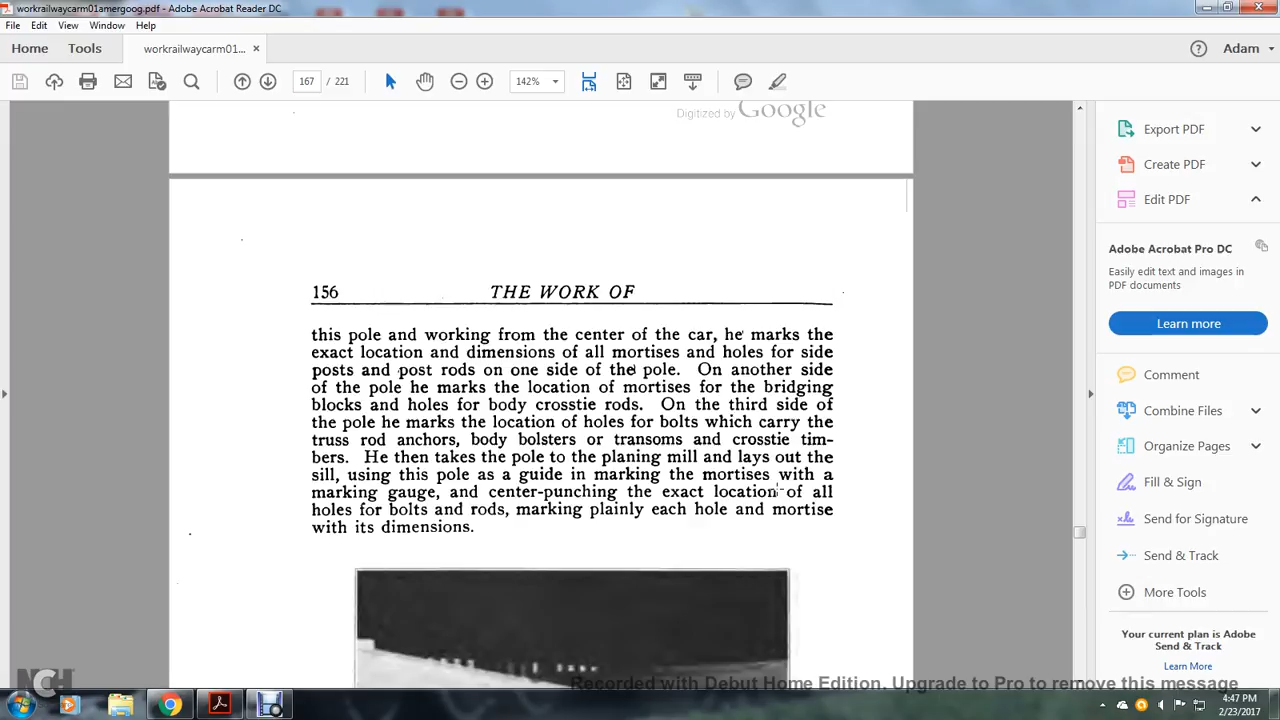 workrailwaycarm01amergoog.pdf - Adobe Acrobat Reader DC
File Edit View Window Help
Home Tools workrailwaycarm01... × Adam
167 / 221 142%
Digitized by Google
156 THE WORK OF
this pole and working from the center of the car, he marks the
exact location and dimensions of all mortises and holes for side
posts and post rods on one side of the pole. On another side
of the pole he marks the location of mortises for the bridging
blocks and holes for body crosstie rods. On the third side of
the pole he marks the location of holes for bolts which carry the
truss rod anchors, body bolsters or transoms and crosstie tim-
bers. He then takes the pole to the planing mill and lays out the
sill, using this pole as a guide in marking the mortises with a
marking gauge, and center-punching the exact location of all
holes for bolts and rods, marking plainly each hole and mortise
with its dimensions.
Export PDF
Create PDF
Edit PDF
Adobe Acrobat Pro DC
Easily edit text and images in
PDF documents
Learn more
Comment
Combine Files
Organize Pages
Fill & Sign
Send for Signature
Send & Track
More Tools
Your current plan is Adobe
Send & Track
Learn More
NCH
Recorded with Debut Home Edition. Upgrade to Pro to remove this message
4:47 PM
2/23/2017